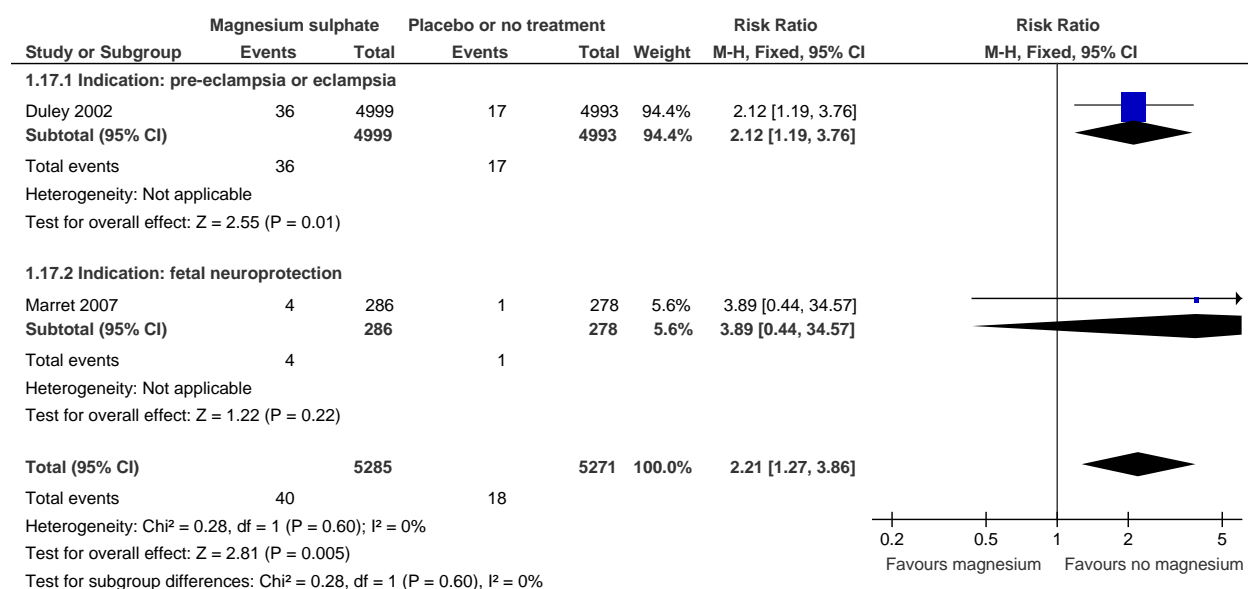 Magnesium sulphate Placebo or no treatment Risk Ratio Risk Ratio
Study or Subgroup Events Total Events Total Weight M-H, Fixed, 95% CI M-H, Fixed, 95% CI
1.17.1 Indication: pre-eclampsia or eclampsia
Duley 2002 36 4999 17 4993 94.4% 2.12 [1.19, 3.76]
Subtotal (95% CI) 4999 4993 94.4% 2.12 [1.19, 3.76]
Total events 36 17
Heterogeneity: Not applicable
Test for overall effect: Z = 2.55 (P = 0.01)
1.17.2 Indication: fetal neuroprotection
Marret 2007 4 286 1 278 5.6% 3.89 [0.44, 34.57]
Subtotal (95% CI) 286 278 5.6% 3.89 [0.44, 34.57]
Total events 4 1
Heterogeneity: Not applicable
Test for overall effect: Z = 1.22 (P = 0.22)
Total (95% CI) 5285 5271 100.0% 2.21 [1.27, 3.86]
Total events 40 18
Heterogeneity: Chi² = 0.28, df = 1 (P = 0.60); I² = 0%
Test for overall effect: Z = 2.81 (P = 0.005)
Test for subgroup differences: Chi² = 0.28, df = 1 (P = 0.60), I² = 0%
0.2 0.5 1 2 5
Favours magnesium Favours no magnesium